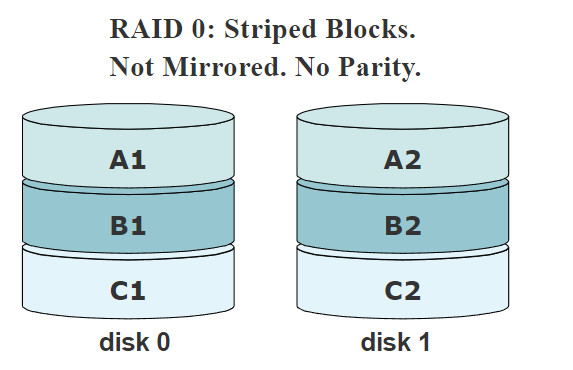 RAID 0: Striped Blocks.
Not Mirrored. No Parity.
A1 A2
B1 B2
C1 C2
disk 0 disk 1